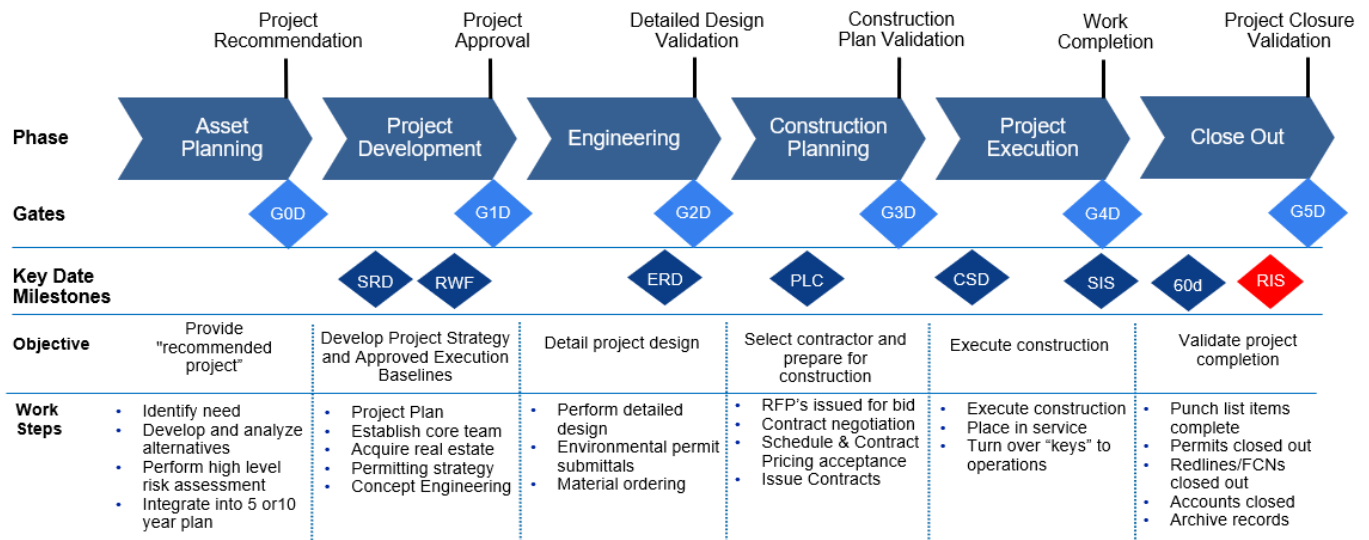 Project
Recommendation
Project
Approval
Detailed Design
Validation
Construction
Plan Validation
Work
Completion
Project Closure
Validation
Phase
Asset
Planning
Project
Development
Engineering
Construction
Planning
Project
Execution
Close Out
Gates
G0D
G1D
G2D
G3D
G4D
G5D
Key Date
Milestones
SRD
RWF
ERD
PLC
CSD
SIS
60d
RIS
Objective
Provide
"recommended
project”
Develop Project Strategy
and Approved Execution
Baselines
Detail project design
Select contractor and
prepare for
construction
Execute construction
Validate project
completion
Work
Steps
• Identify need
• Develop and analyze
alternatives
• Perform high level
risk assessment
• Integrate into 5 or10
year plan
• Project Plan
• Establish core team
• Acquire real estate
• Permitting strategy
• Concept Engineering
• Perform detailed
design
• Environmental permit
submittals
• Material ordering
• RFP’s issued for bid
• Contract negotiation
• Schedule & Contract
Pricing acceptance
• Issue Contracts
• Execute construction
• Place in service
• Turn over “keys” to
operations
• Punch list items
complete
• Permits closed out
• Redlines/FCNs
closed out
• Accounts closed
• Archive records